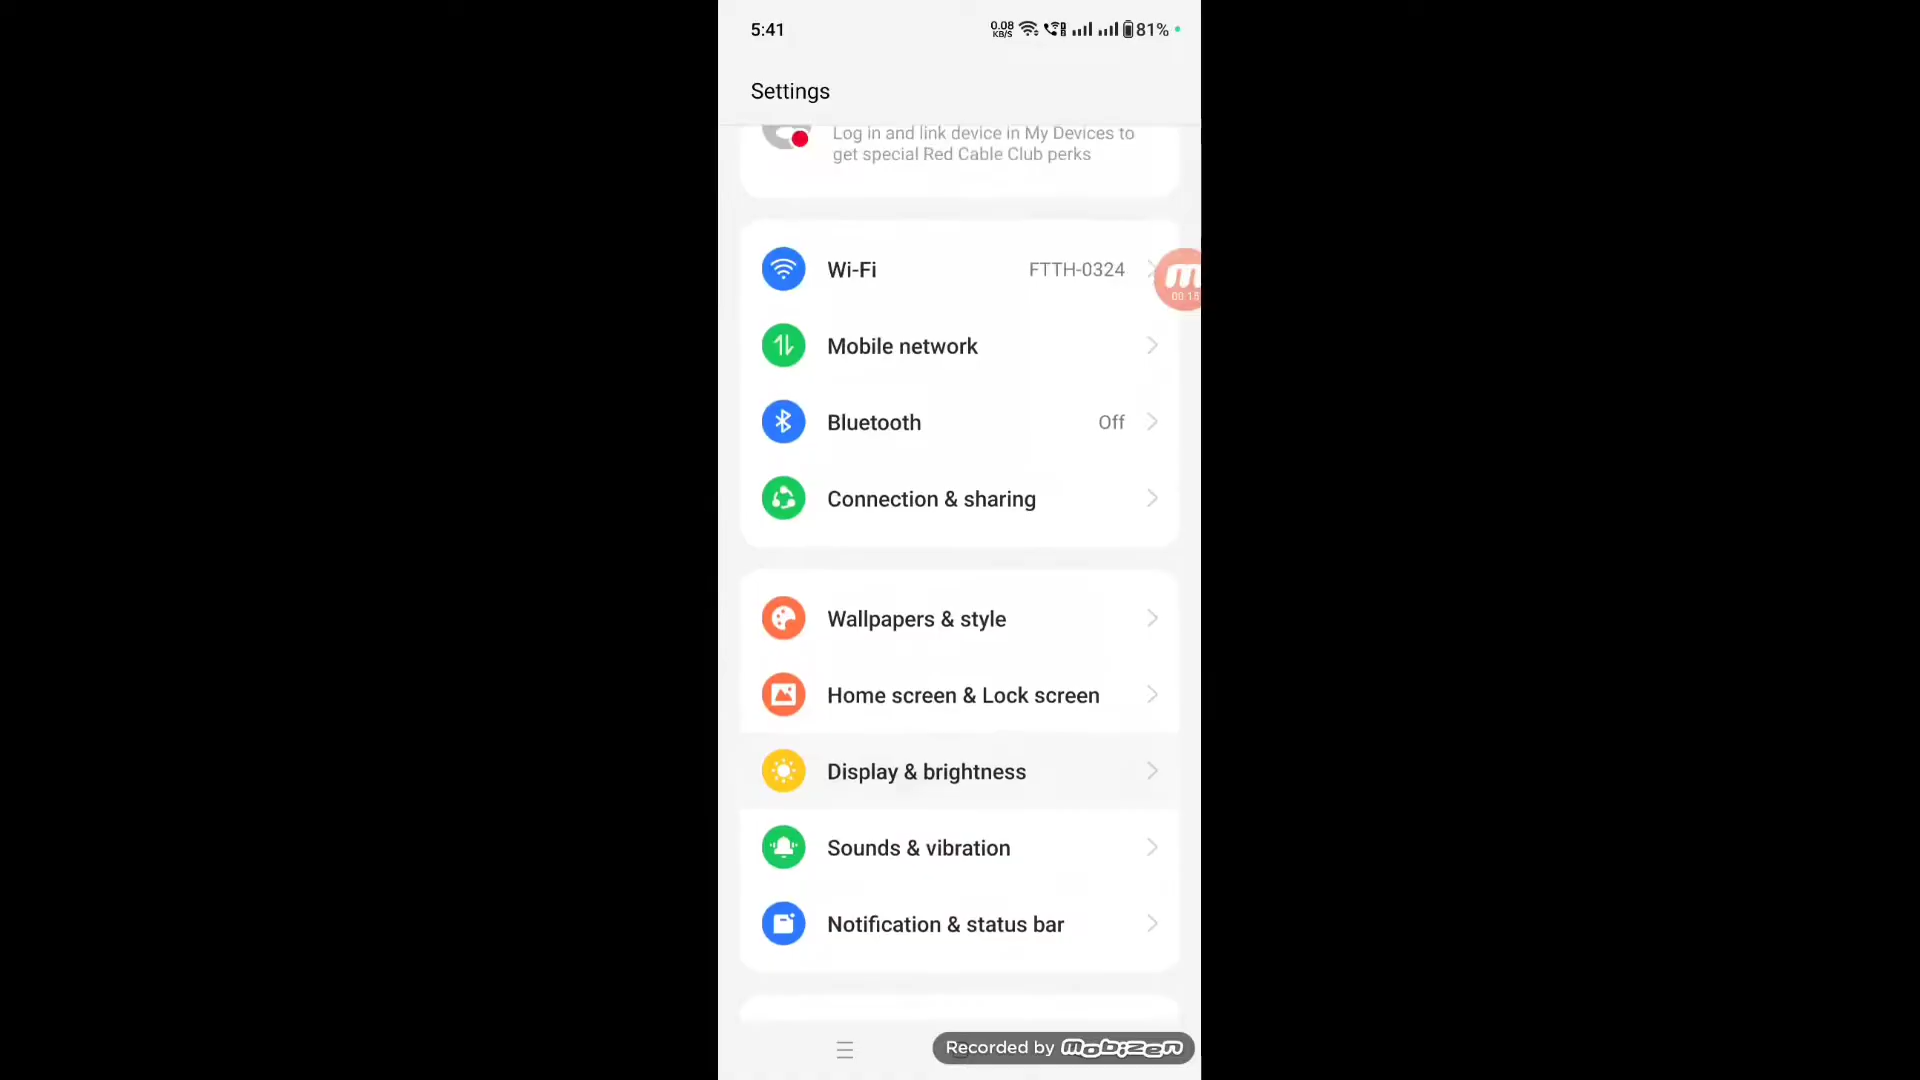 5:41
0.08
KB/S
81%
Settings
Log in and link device in My Devices to
get special Red Cable Club perks
Wi-Fi FTTH-0324
00:15
Mobile network
Bluetooth Off
Connection & sharing
Wallpapers & style
Home screen & Lock screen
Display & brightness
Sounds & vibration
Notification & status bar
Recorded by mobizen